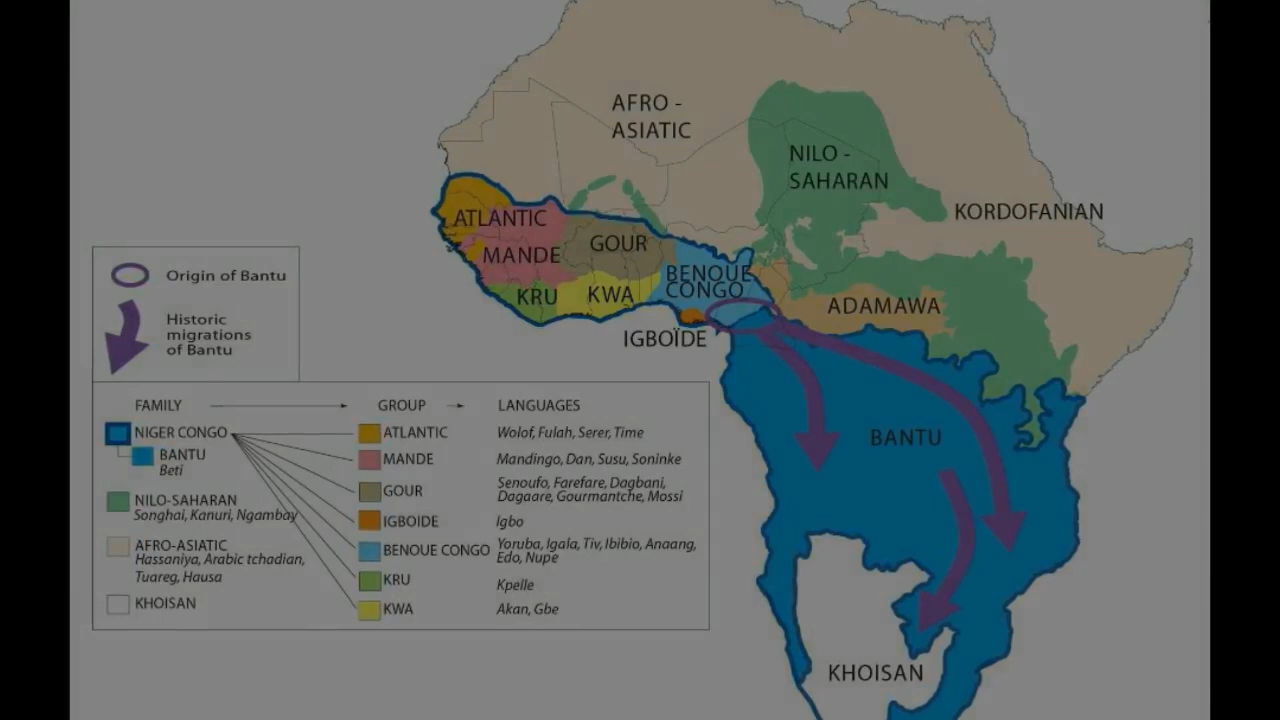 AFRO -
ASIATIC
NILO -
SAHARAN
KORDOFANIAN
ATLANTIC
MANDE
GOUR
BENOUE
CONGO
KRU
KWA
ADAMAWA
IGBOÏDE
BANTU
KHOISAN
Origin of Bantu
Historic
migrations
of Bantu
FAMILY GROUP LANGUAGES
NIGER CONGO
BANTU
Beti
NILO-SAHARAN
Songhai, Kanuri, Ngambay
AFRO-ASIATIC
Hassaniya, Arabic tchadian,
Tuareg, Hausa
KHOISAN
ATLANTIC Wolof, Fulah, Serer, Time
MANDE Mandingo, Dan, Susu, Soninke
GOUR Senoufo, Farefare, Dagbani,
Dagaare, Gourmantche, Mossi
IGBOIDE Igbo
BENOUE CONGO Yoruba, Igala, Tiv, Ibibio, Anaang,
Edo, Nupe
KRU Kpelle
KWA Akan, Gbe